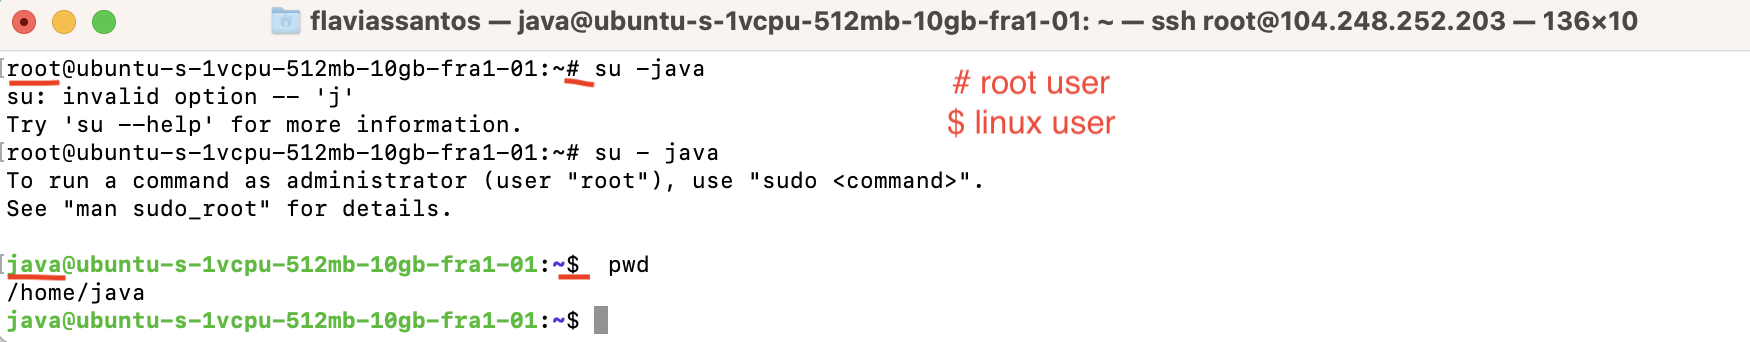 flaviassantos — java@ubuntu-s-1vcpu-512mb-10gb-fra1-01: ~ — ssh root@104.248.252.203 — 136×10
root@ubuntu-s-1vcpu-512mb-10gb-fra1-01:~# su -java
# root user
su: invalid option -- 'j'
$ linux user
Try 'su --help' for more information.
root@ubuntu-s-1vcpu-512mb-10gb-fra1-01:~# su - java
To run a command as administrator (user "root"), use "sudo <command>".
See "man sudo_root" for details.
java@ubuntu-s-1vcpu-512mb-10gb-fra1-01:~$  pwd
/home/java
java@ubuntu-s-1vcpu-512mb-10gb-fra1-01:~$